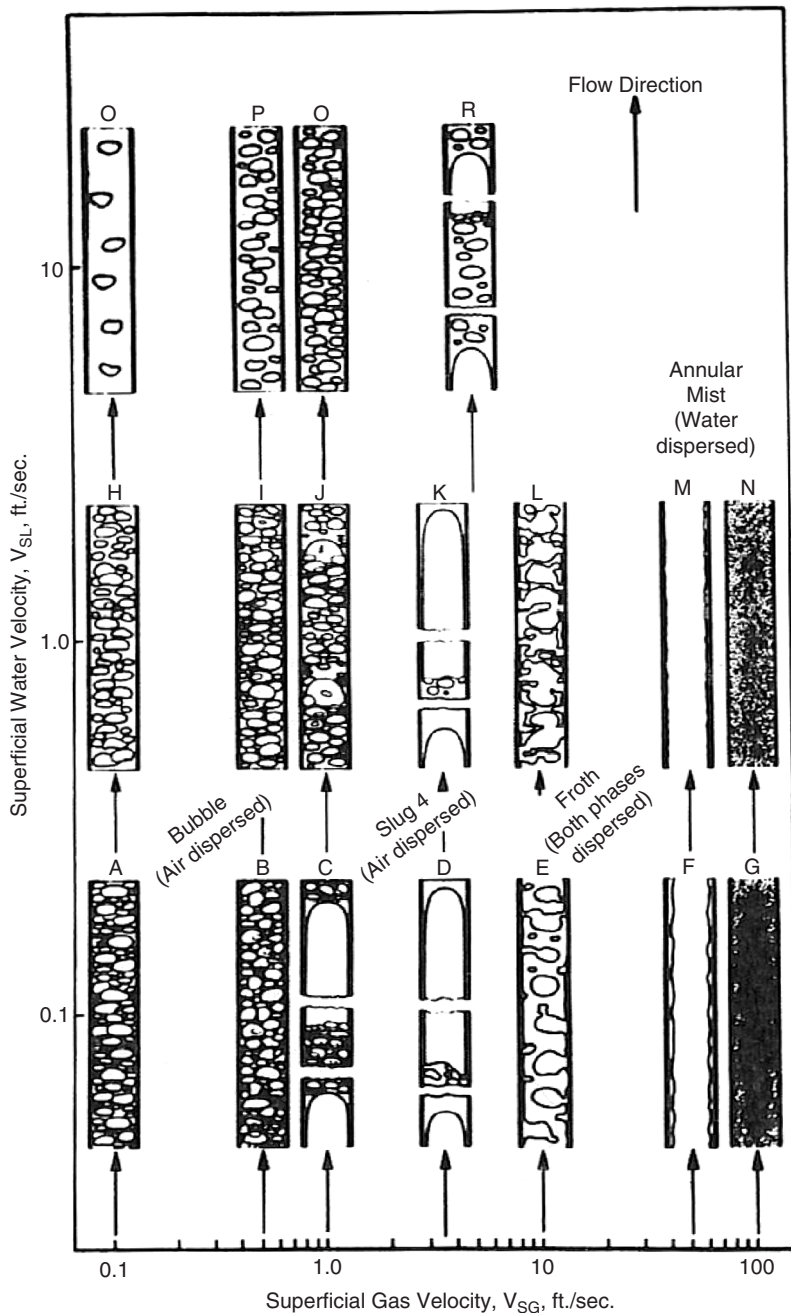 O P O R
Flow Direction
10
Annular
Mist
(Water
dispersed)
H I J K L M N
1.0
Superficial Water Velocity, VSL, ft./sec.
Bubble
(Air dispersed)
Slug 4
(Air dispersed)
Froth
(Both phases
dispersed)
A B C D E F G
0.1
0.1 1.0 10 100
Superficial Gas Velocity, VSG, ft./sec.